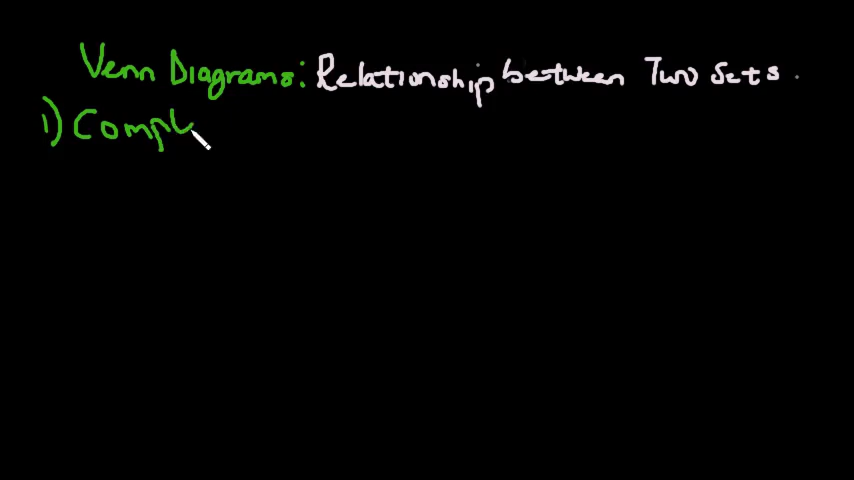 Venn Diagrams: Relationship between Two Sets.
1) Compl